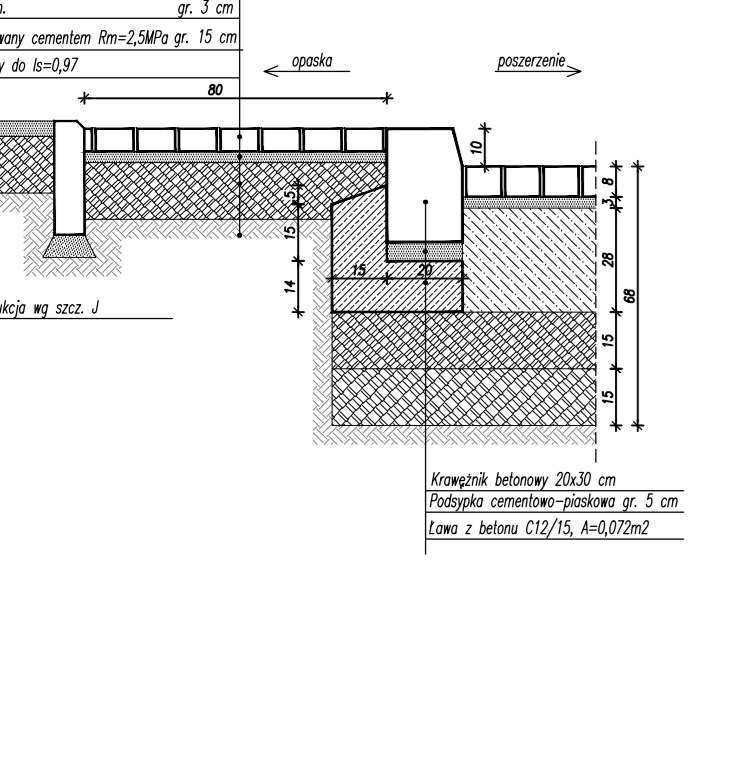 gr. 3 cm
cementem Rm=2,5MPa gr. 15 cm
do Is=0,97
opaska
poszerzenie
80
10
8
3
5
15
14
15
20
28
68
15
15
wg szcz. J
Krawężnik betonowy 20x30 cm
Podsypka cementowo-piaskowa gr. 5 cm
Ława z betonu C12/15, A=0,072m2